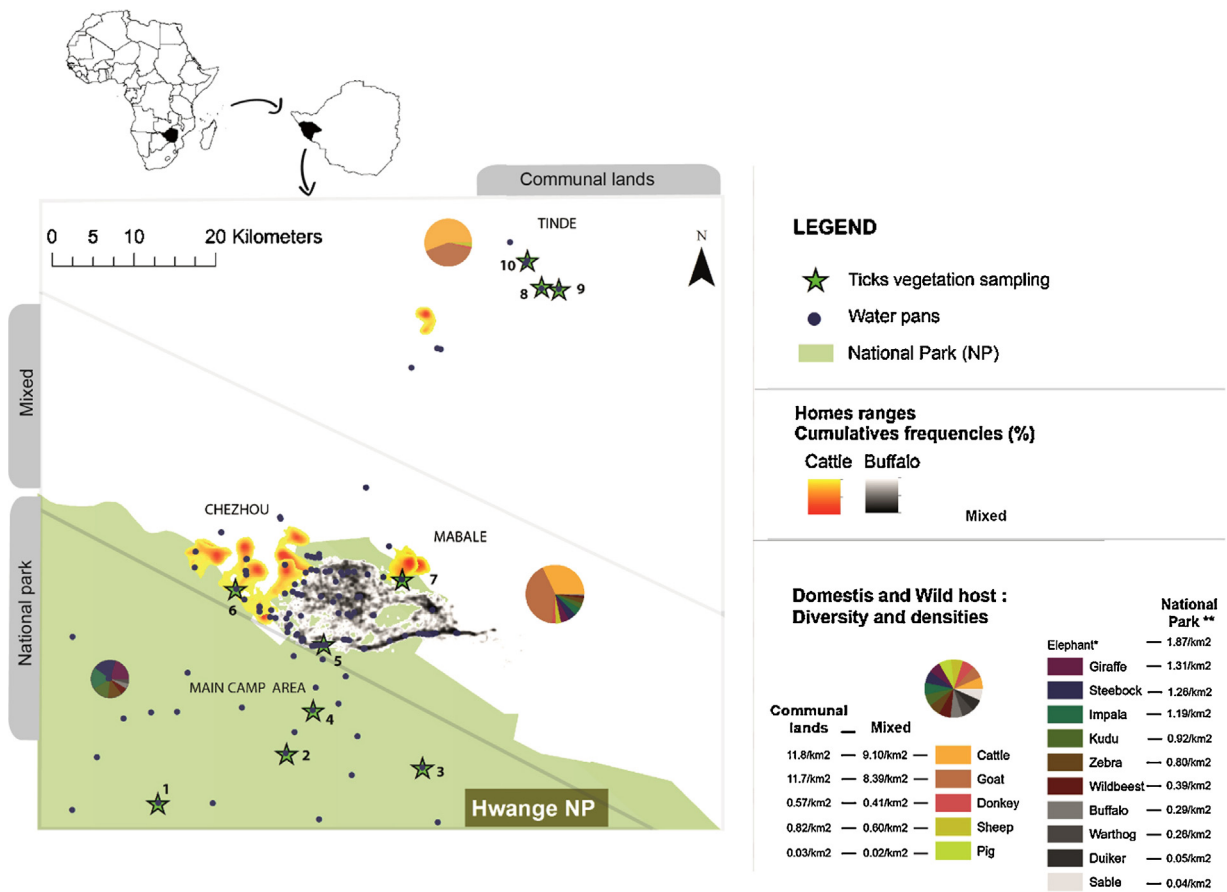 Communal lands
Mixed
National park
0 5 10 20 Kilometers
TINDE
N
10
8
9
CHEZHOU
MABALE
7
6
5
MAIN CAMP AREA
4
2
3
1
Hwange NP
LEGEND
Ticks vegetation sampling
Water pans
National Park (NP)
Homes ranges
Cumulatives frequencies (%)
Cattle Buffalo
Mixed
Domestis and Wild host :
Diversity and densities
Communal lands — Mixed
11.8/km2 — 9.10/km2 — Cattle
11.7/km2 — 8.39/km2 — Goat
0.57/km2 — 0.41/km2 — Donkey
0.82/km2 — 0.60/km2 — Sheep
0.03/km2 — 0.02/km2 — Pig
National
Park **
Elephant* — 1.87/km2
Giraffe — 1.31/km2
Steebock — 1.26/km2
Impala — 1.19/km2
Kudu — 0.92/km2
Zebra — 0.80/km2
Wildbeest — 0.39/km2
Buffalo — 0.29/km2
Warthog — 0.26/km2
Duiker — 0.05/km2
Sable — 0.04/km2